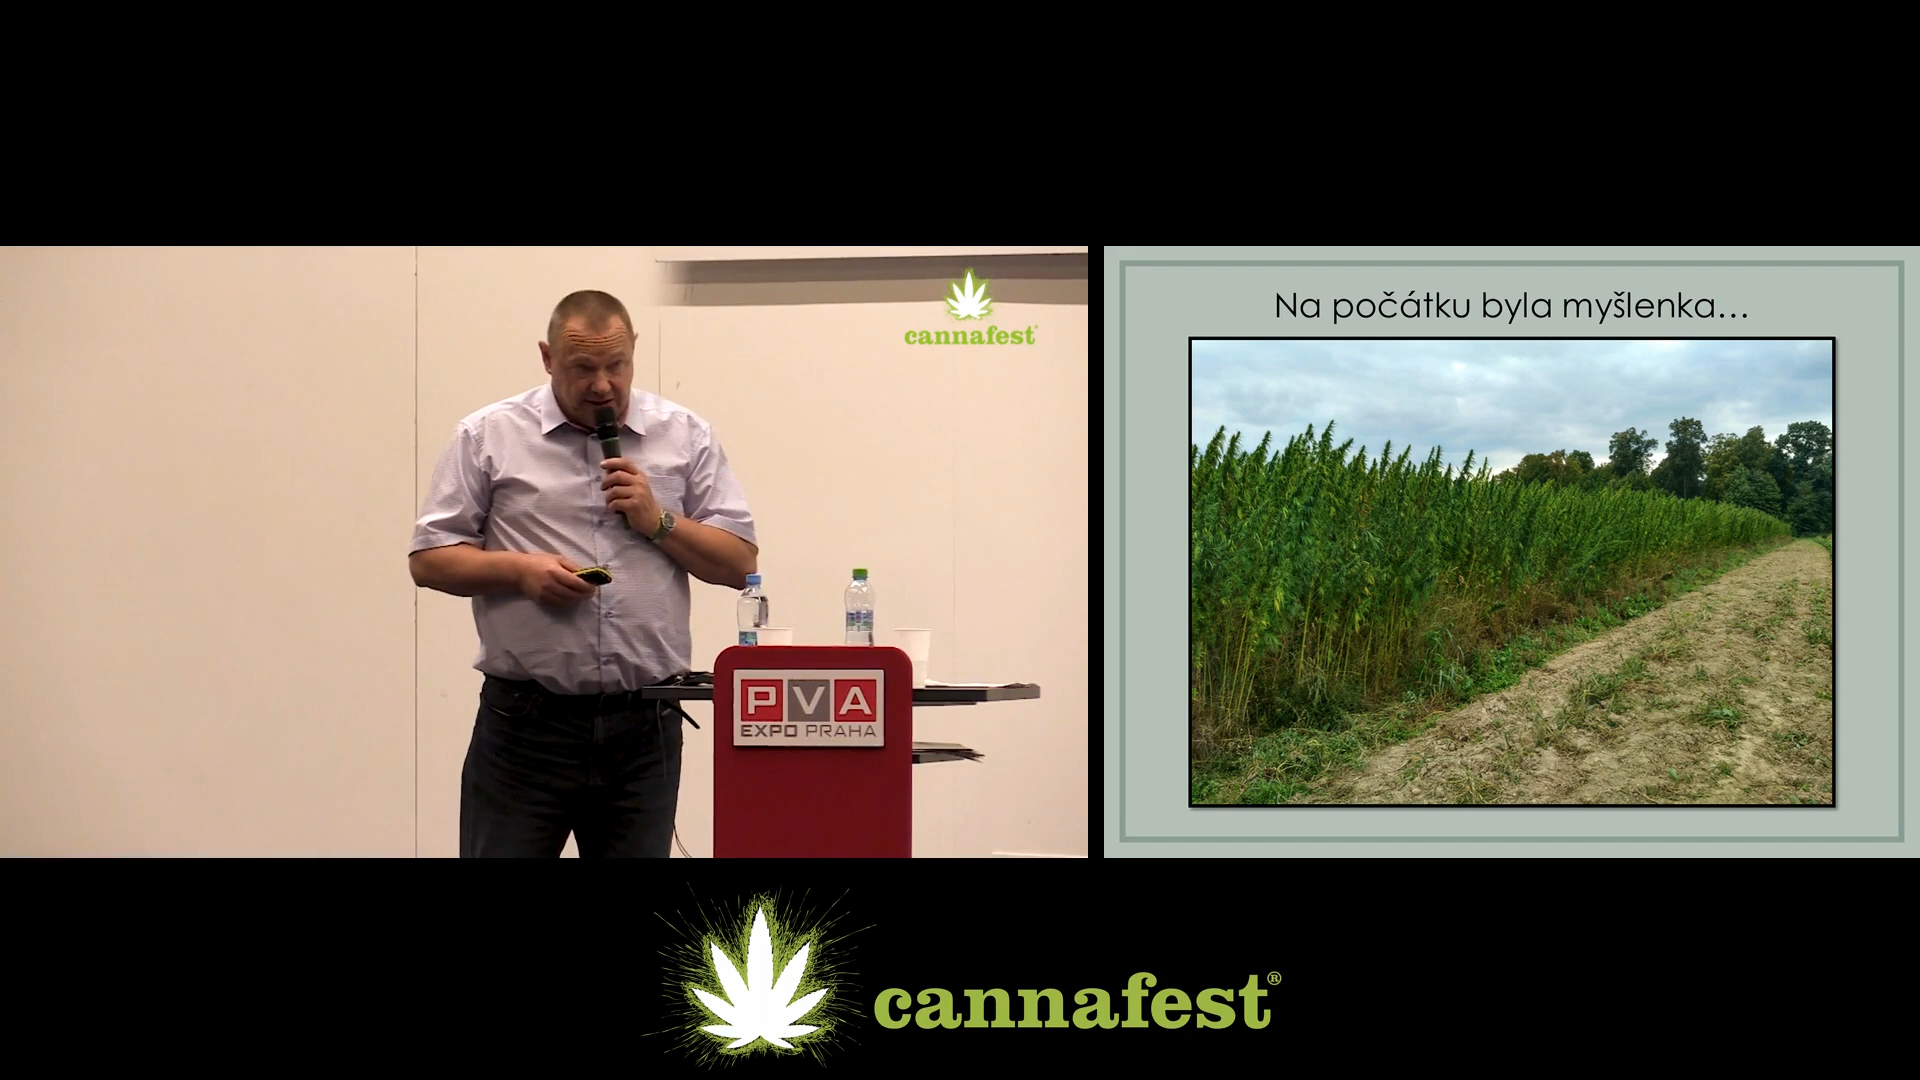 cannafest
Na počátku byla myšlenka...
PVA
EXPO PRAHA
cannafest®